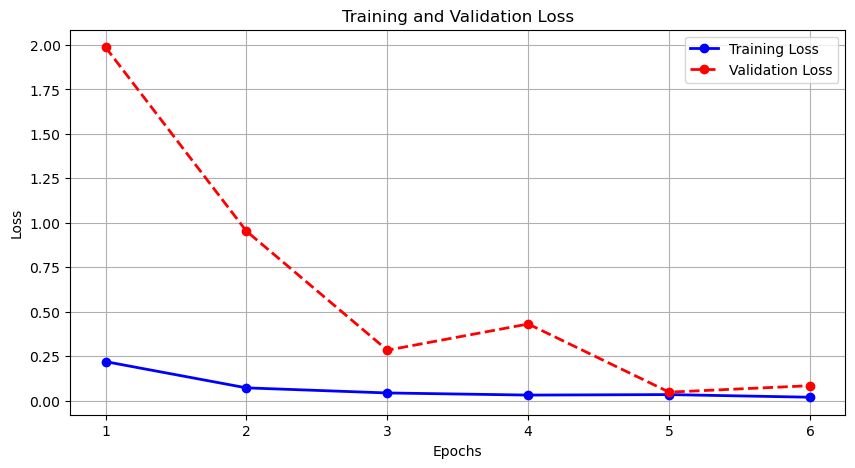 Training and Validation Loss
Training Loss
Validation Loss
2.00
1.75
1.50
1.25
1.00
0.75
0.50
0.25
0.00
Loss
1 2 3 4 5 6
Epochs